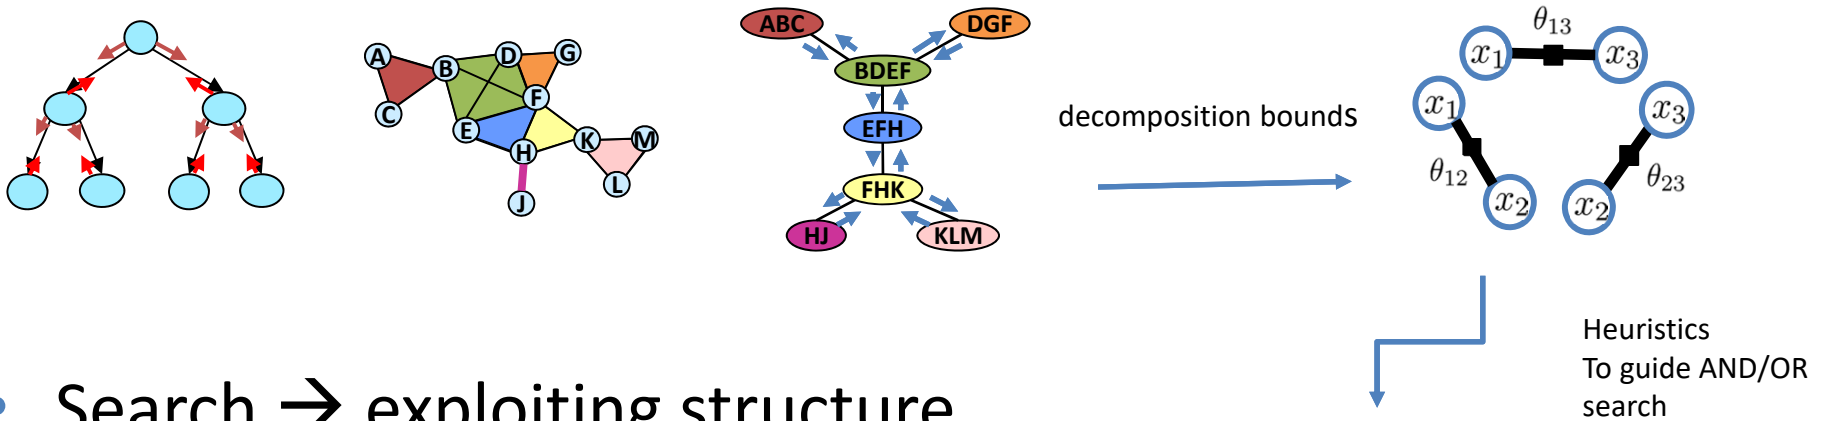 A
B
C
D
G
F
E
H
K
M
L
J
ABC
DGF
BDEF
EFH
FHK
HJ
KLM
decomposition bounds
θ13
x1
x3
x1
x3
θ12
θ23
x2
x2
Heuristics
To guide AND/OR
search
• Search → exploiting structure